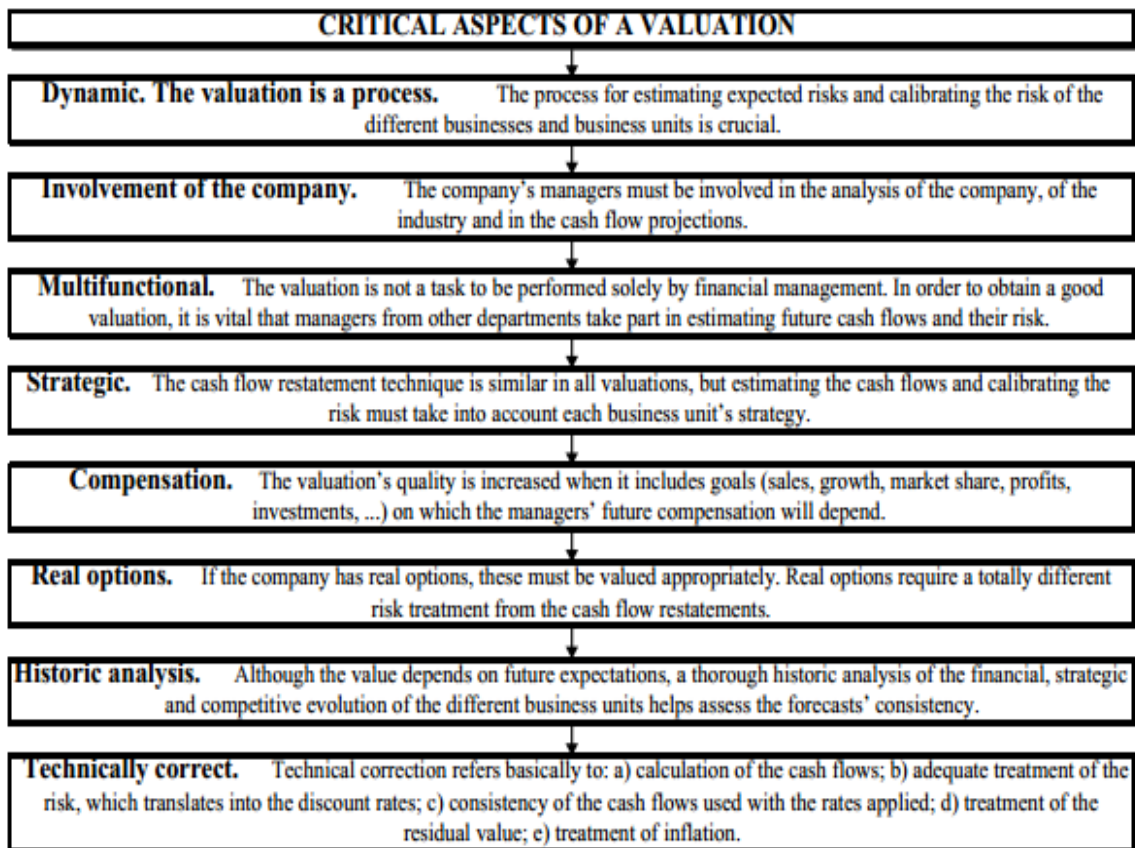 CRITICAL ASPECTS OF A VALUATION
Dynamic. The valuation is a process. The process for estimating expected risks and calibrating the risk of the
different businesses and business units is crucial.
Involvement of the company. The company's managers must be involved in the analysis of the company, of the
industry and in the cash flow projections.
Multifunctional. The valuation is not a task to be performed solely by financial management. In order to obtain a good
valuation, it is vital that managers from other departments take part in estimating future cash flows and their risk.
Strategic. The cash flow restatement technique is similar in all valuations, but estimating the cash flows and calibrating the
risk must take into account each business unit's strategy.
Compensation. The valuation's quality is increased when it includes goals (sales, growth, market share, profits,
investments, ...) on which the managers' future compensation will depend.
Real options. If the company has real options, these must be valued appropriately. Real options require a totally different
risk treatment from the cash flow restatements.
Historic analysis. Although the value depends on future expectations, a thorough historic analysis of the financial, strategic
and competitive evolution of the different business units helps assess the forecasts' consistency.
Technically correct. Technical correction refers basically to: a) calculation of the cash flows; b) adequate treatment of the
risk, which translates into the discount rates; c) consistency of the cash flows used with the rates applied; d) treatment of the
residual value; e) treatment of inflation.